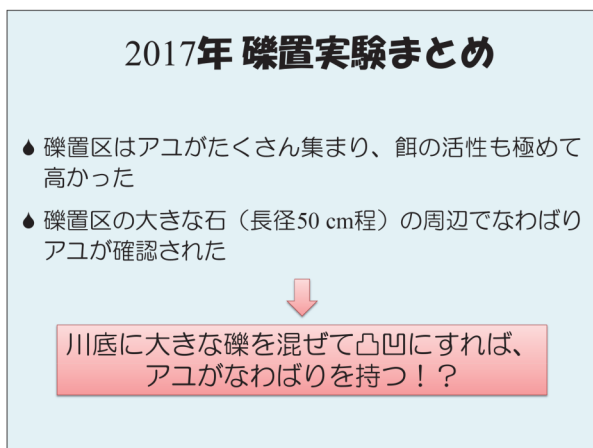 2017年 礫置実験まとめ
礫置区はアユがたくさん集まり、餌の活性も極めて
高かった
礫置区の大きな石（長径50 cm程）の周辺でなわばり
アユが確認された
川底に大きな礫を混ぜて凸凹にすれば、
アユがなわばりを持つ！？